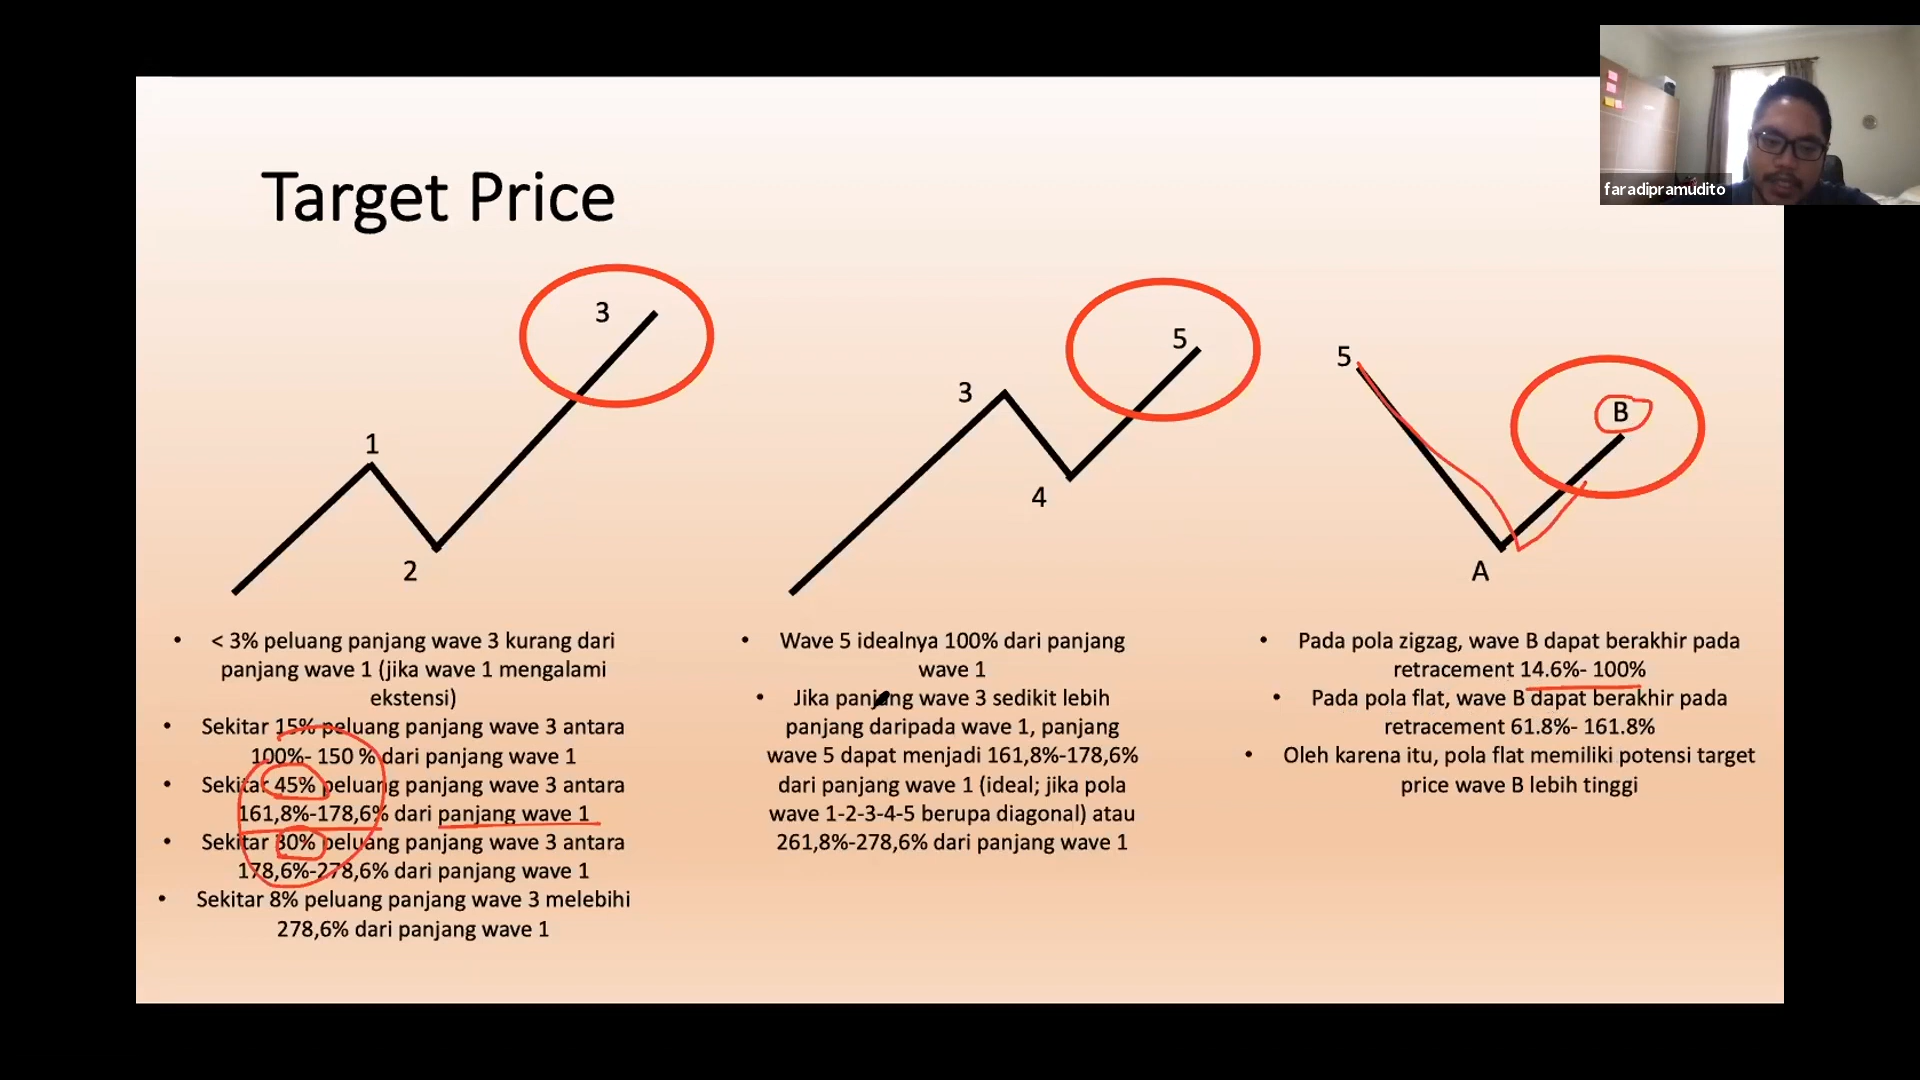 faradipramudito
Target Price
3
1
2
5
3
4
5
B
A
• < 3% peluang panjang wave 3 kurang dari
panjang wave 1 (jika wave 1 mengalami
ekstensi)
• Sekitar 15% peluang panjang wave 3 antara
100%- 150 % dari panjang wave 1
• Sekitar 45% peluang panjang wave 3 antara
161,8%-178,6% dari panjang wave 1
• Sekitar 30% peluang panjang wave 3 antara
178,6%-278,6% dari panjang wave 1
• Sekitar 8% peluang panjang wave 3 melebihi
278,6% dari panjang wave 1
• Wave 5 idealnya 100% dari panjang
wave 1
• Jika panjang wave 3 sedikit lebih
panjang daripada wave 1, panjang
wave 5 dapat menjadi 161,8%-178,6%
dari panjang wave 1 (ideal; jika pola
wave 1-2-3-4-5 berupa diagonal) atau
261,8%-278,6% dari panjang wave 1
• Pada pola zigzag, wave B dapat berakhir pada
retracement 14.6%- 100%
• Pada pola flat, wave B dapat berakhir pada
retracement 61.8%- 161.8%
• Oleh karena itu, pola flat memiliki potensi target
price wave B lebih tinggi